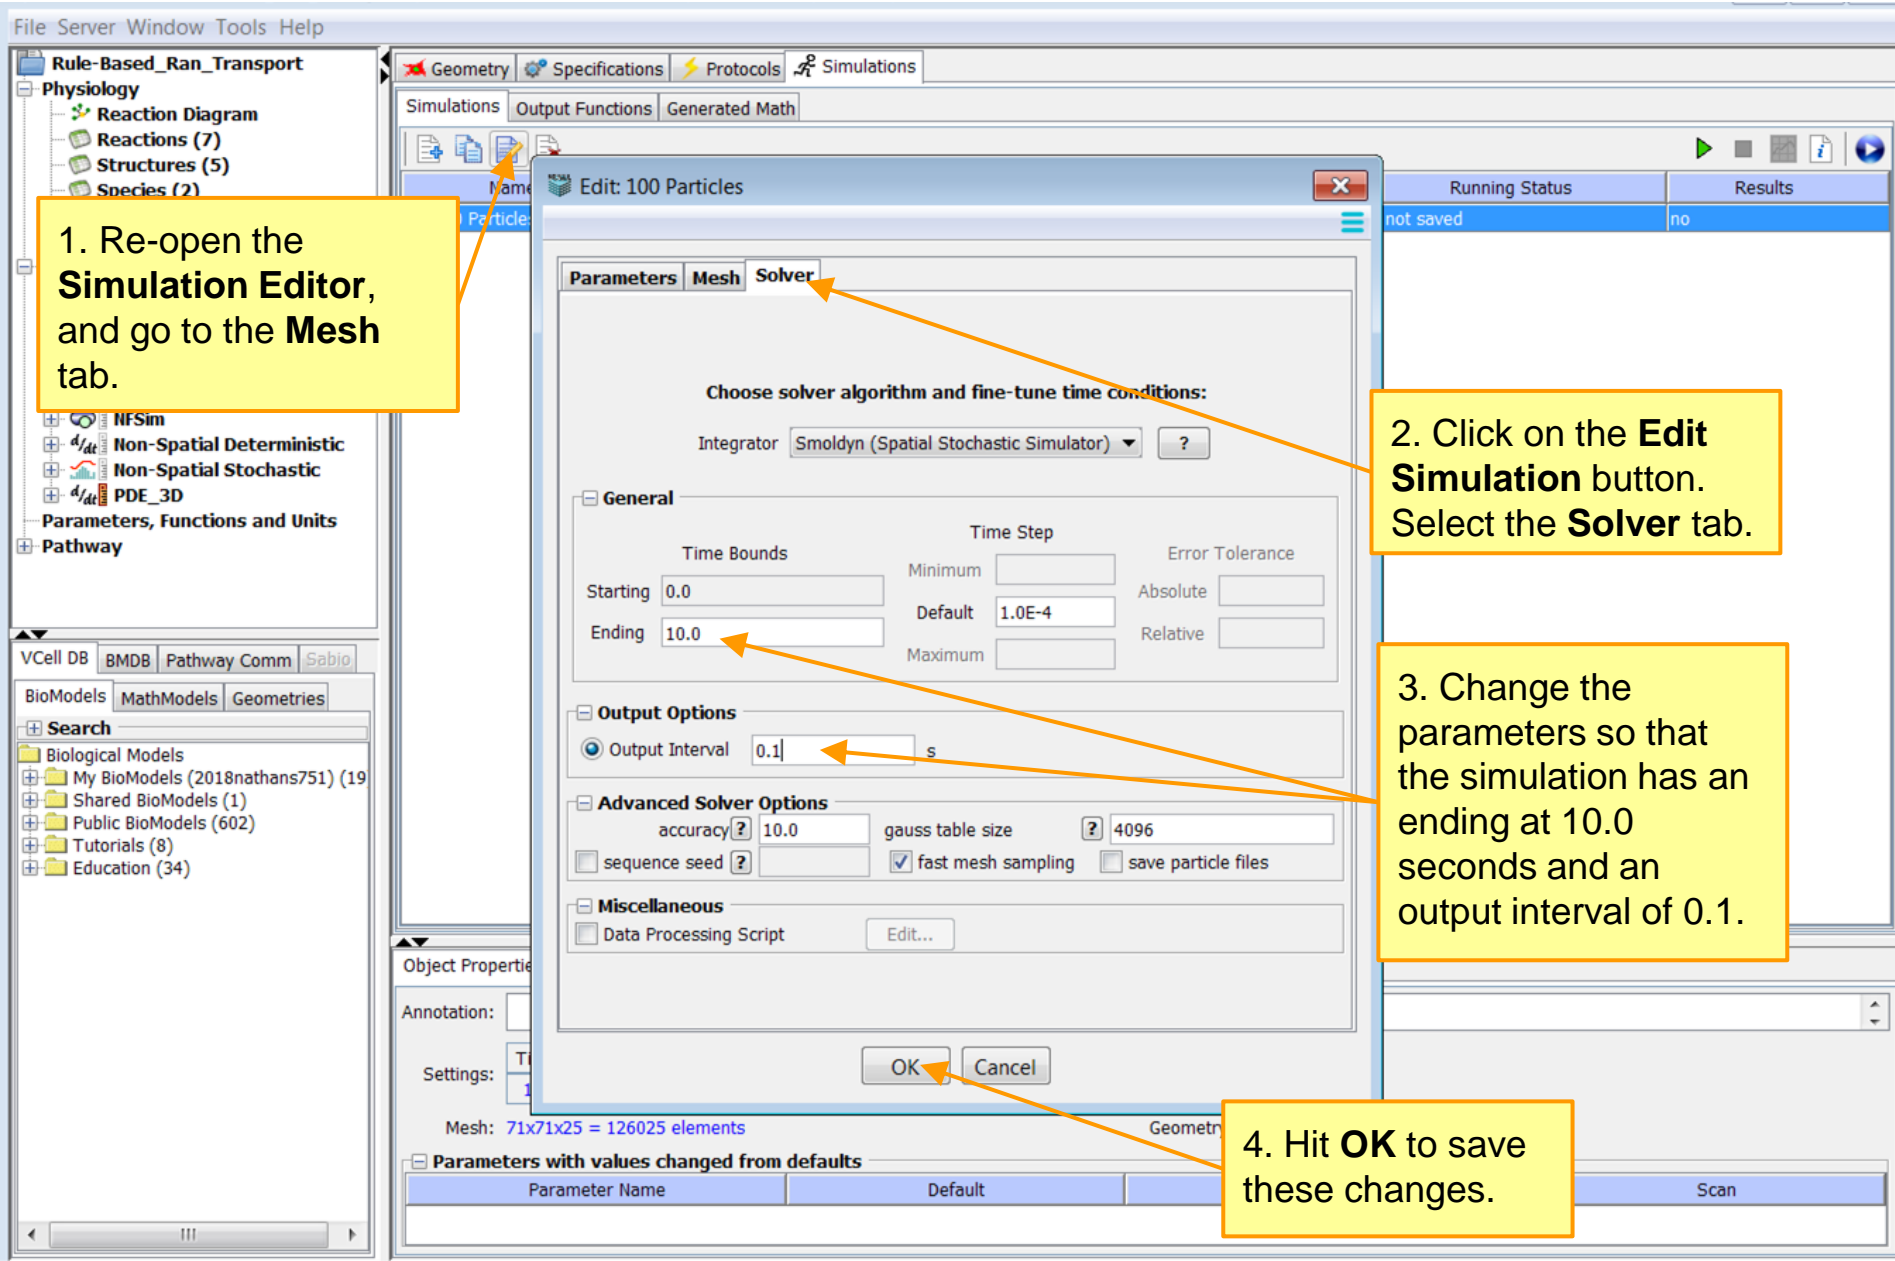 File Server Window Tools Help
Rule-Based_Ran_Transport
Physiology
Reaction Diagram
Reactions (7)
Structures (5)
Species (2)
1. Re-open the
Simulation Editor,
and go to the Mesh
tab.
NFSim
d/dt Non-Spatial Deterministic
Non-Spatial Stochastic
d/dt PDE_3D
Parameters, Functions and Units
Pathway
VCell DB BMDB Pathway Comm Sabio
BioModels MathModels Geometries
Search
Biological Models
My BioModels (2018nathans751) (19
Shared BioModels (1)
Public BioModels (602)
Tutorials (8)
Education (34)
Geometry Specifications Protocols Simulations
Simulations Output Functions Generated Math
Name Running Status Results
Particles not saved no
Edit: 100 Particles
Parameters Mesh Solver
Choose solver algorithm and fine-tune time conditions:
Integrator Smoldyn (Spatial Stochastic Simulator) ?
General
Time Bounds Time Step Error Tolerance
Minimum
Starting 0.0 Absolute
Default 1.0E-4
Ending 10.0 Relative
Maximum
Output Options
Output Interval 0.1 s
Advanced Solver Options
accuracy ? 10.0 gauss table size ? 4096
sequence seed ? fast mesh sampling save particle files
Miscellaneous
Data Processing Script Edit...
OK Cancel
2. Click on the Edit
Simulation button.
Select the Solver tab.
3. Change the
parameters so that
the simulation has an
ending at 10.0
seconds and an
output interval of 0.1.
4. Hit OK to save
these changes.
Object Properties
Annotation:
Settings:
Mesh: 71x71x25 = 126025 elements Geometry
Parameters with values changed from defaults
Parameter Name Default Scan